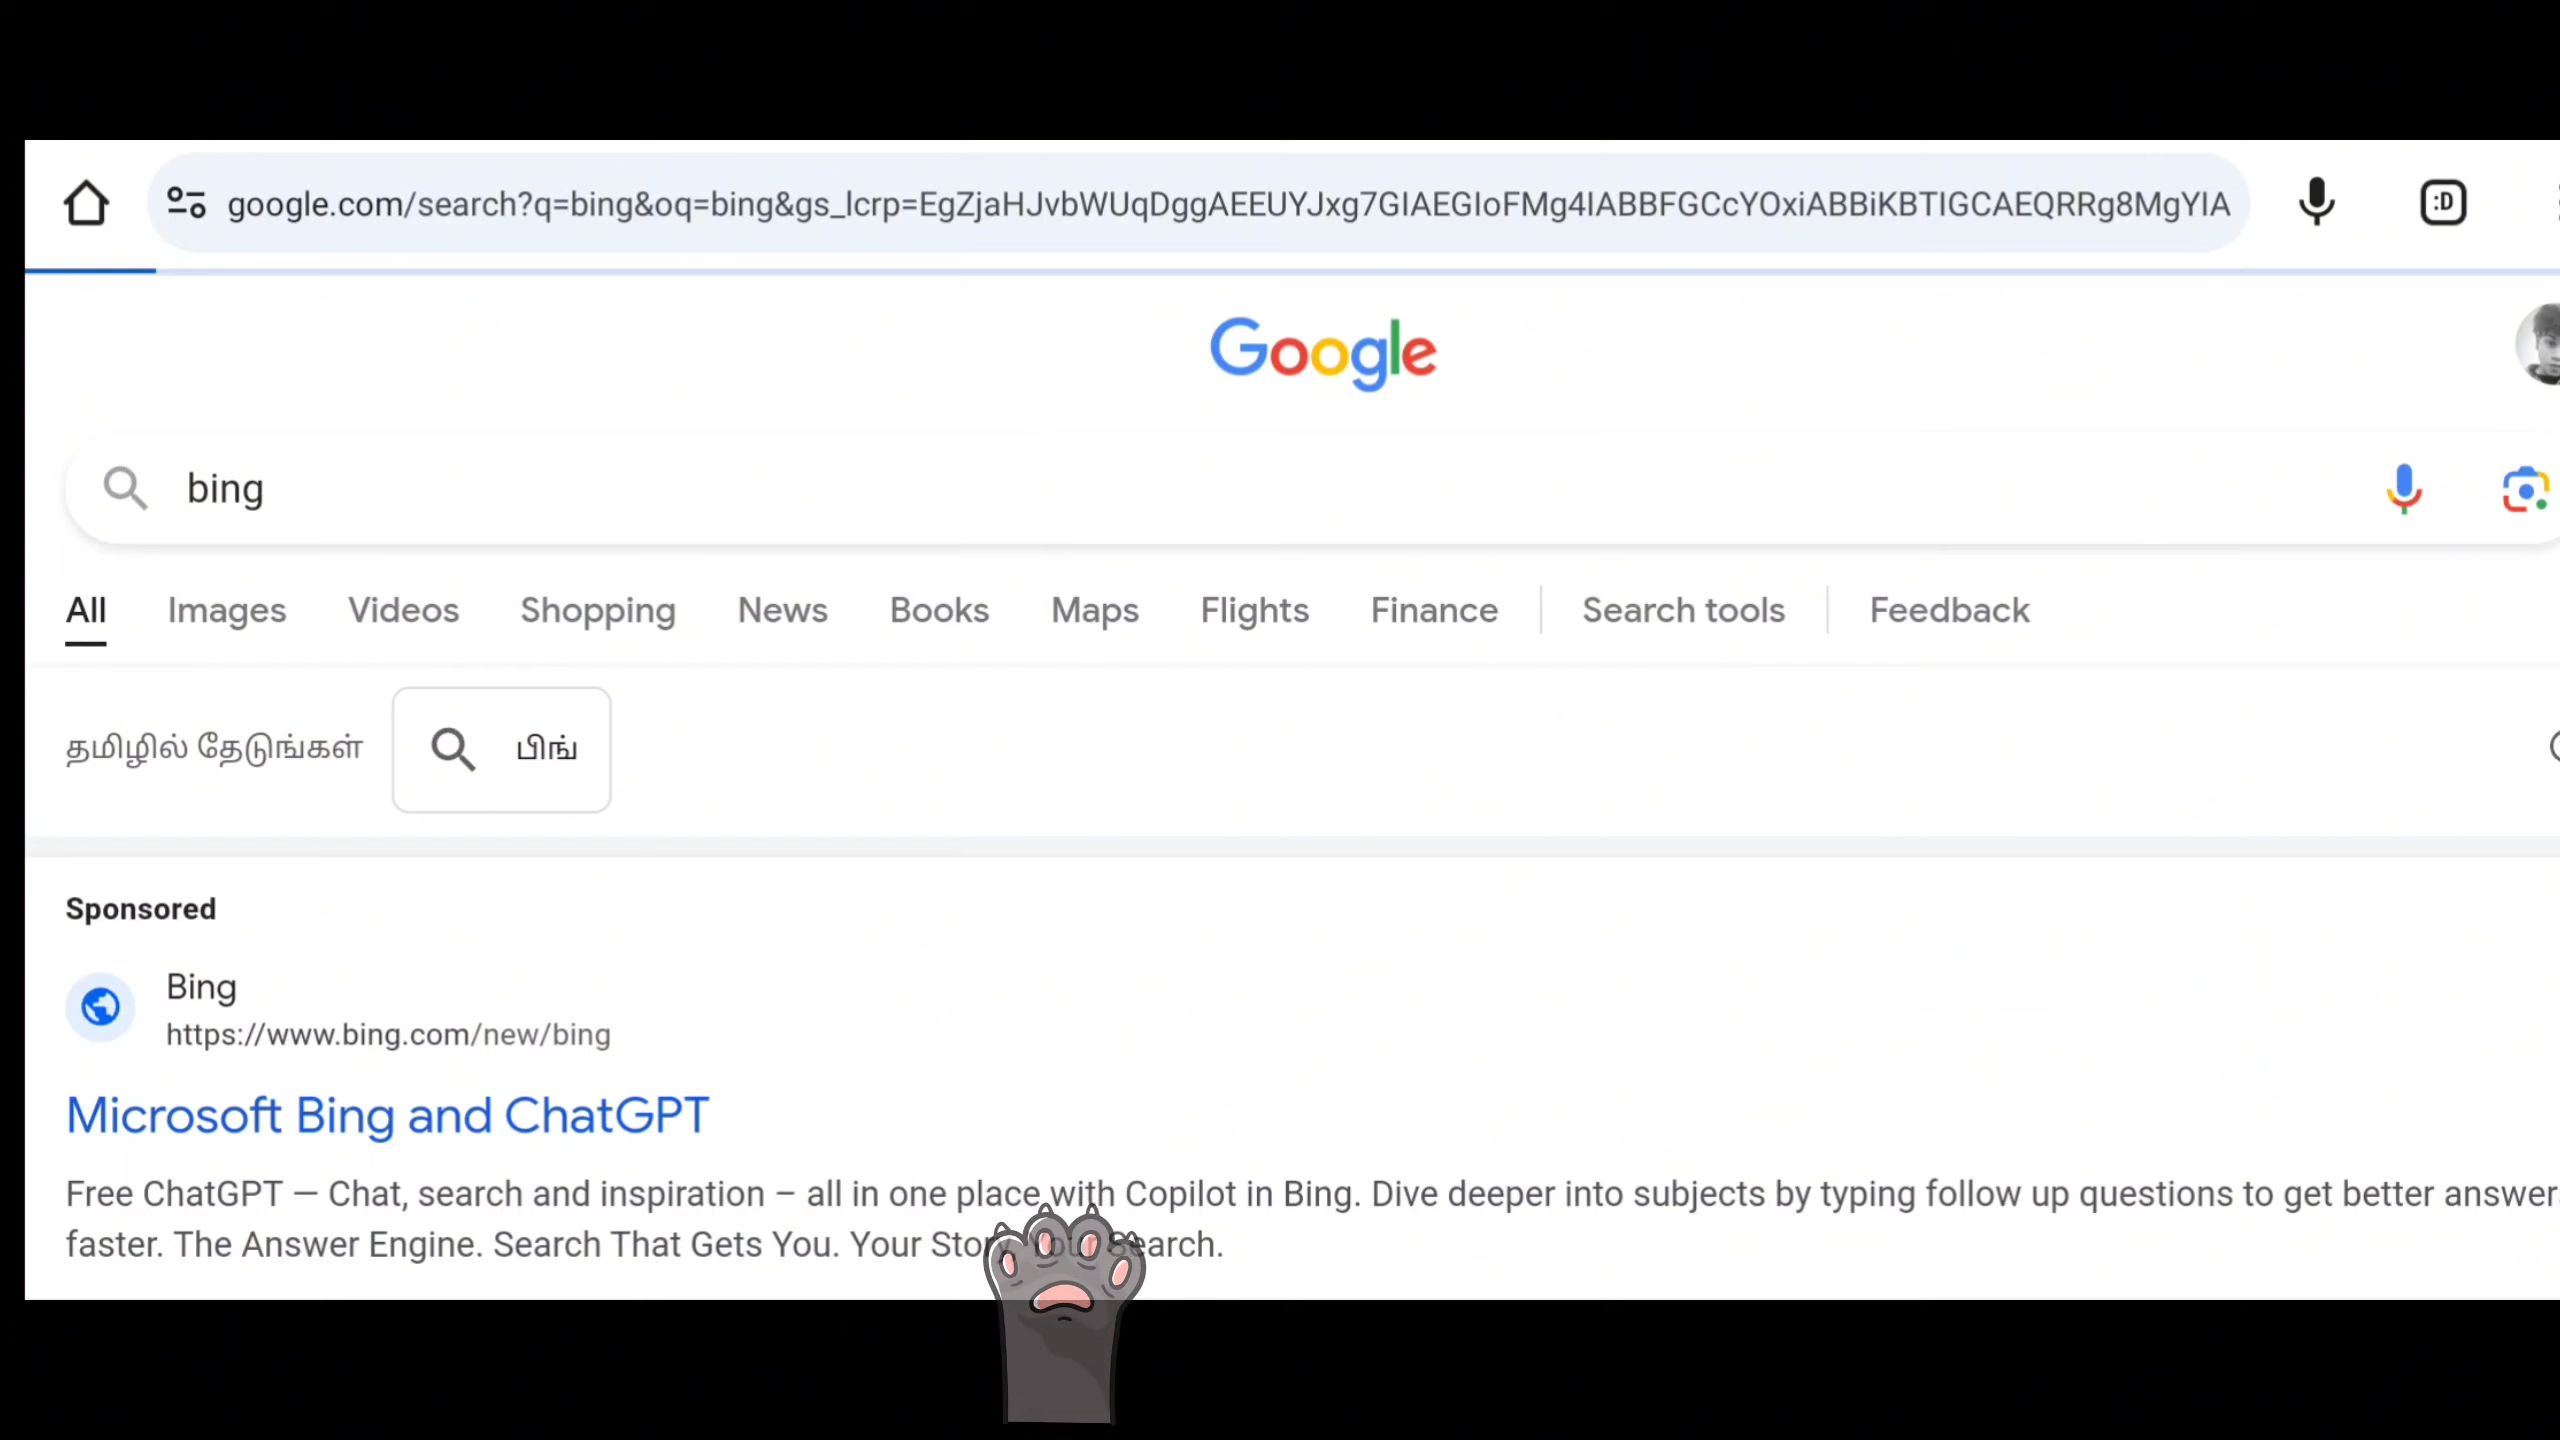 google.com/search?q=bing&oq=bing&gs_lcrp=EgZjaHJvbWUqDggAEEUYJxg7GIAEGIoFMg4IABBFGCcYOxiABBiKBTIGCAEQRRg8MgYIA
:D
Google
bing
All Images Videos Shopping News Books Maps Flights Finance Search tools Feedback
தமிழில் தேடுங்கள் பிங்
Sponsored
Bing
https://www.bing.com/new/bing
Microsoft Bing and ChatGPT
Free ChatGPT — Chat, search and inspiration – all in one place with Copilot in Bing. Dive deeper into subjects by typing follow up questions to get better answer
faster. The Answer Engine. Search That Gets You. Your Story, Your Search.